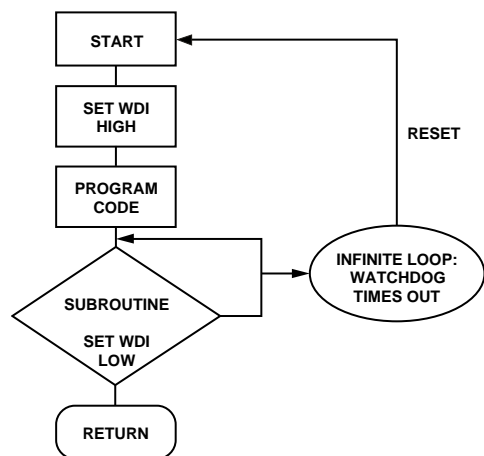 START
SET WDI
HIGH
RESET
PROGRAM
CODE
INFINITE LOOP:
WATCHDOG
TIMES OUT
SUBROUTINE
SET WDI
LOW
RETURN